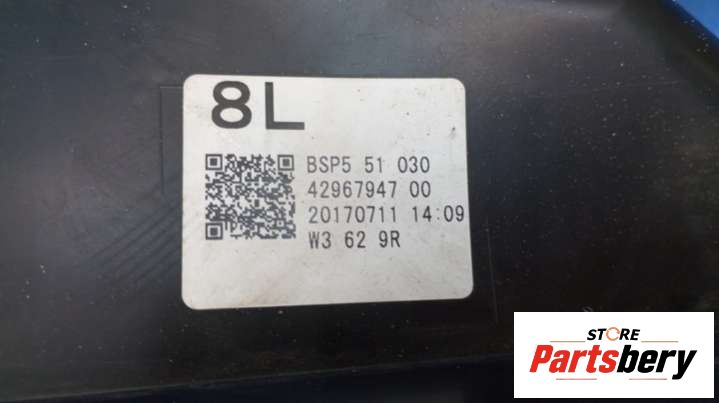 8L
BSP5 51 030
42967947 00
20170711 14:09
W3 62 9R
STORE
Partsbery